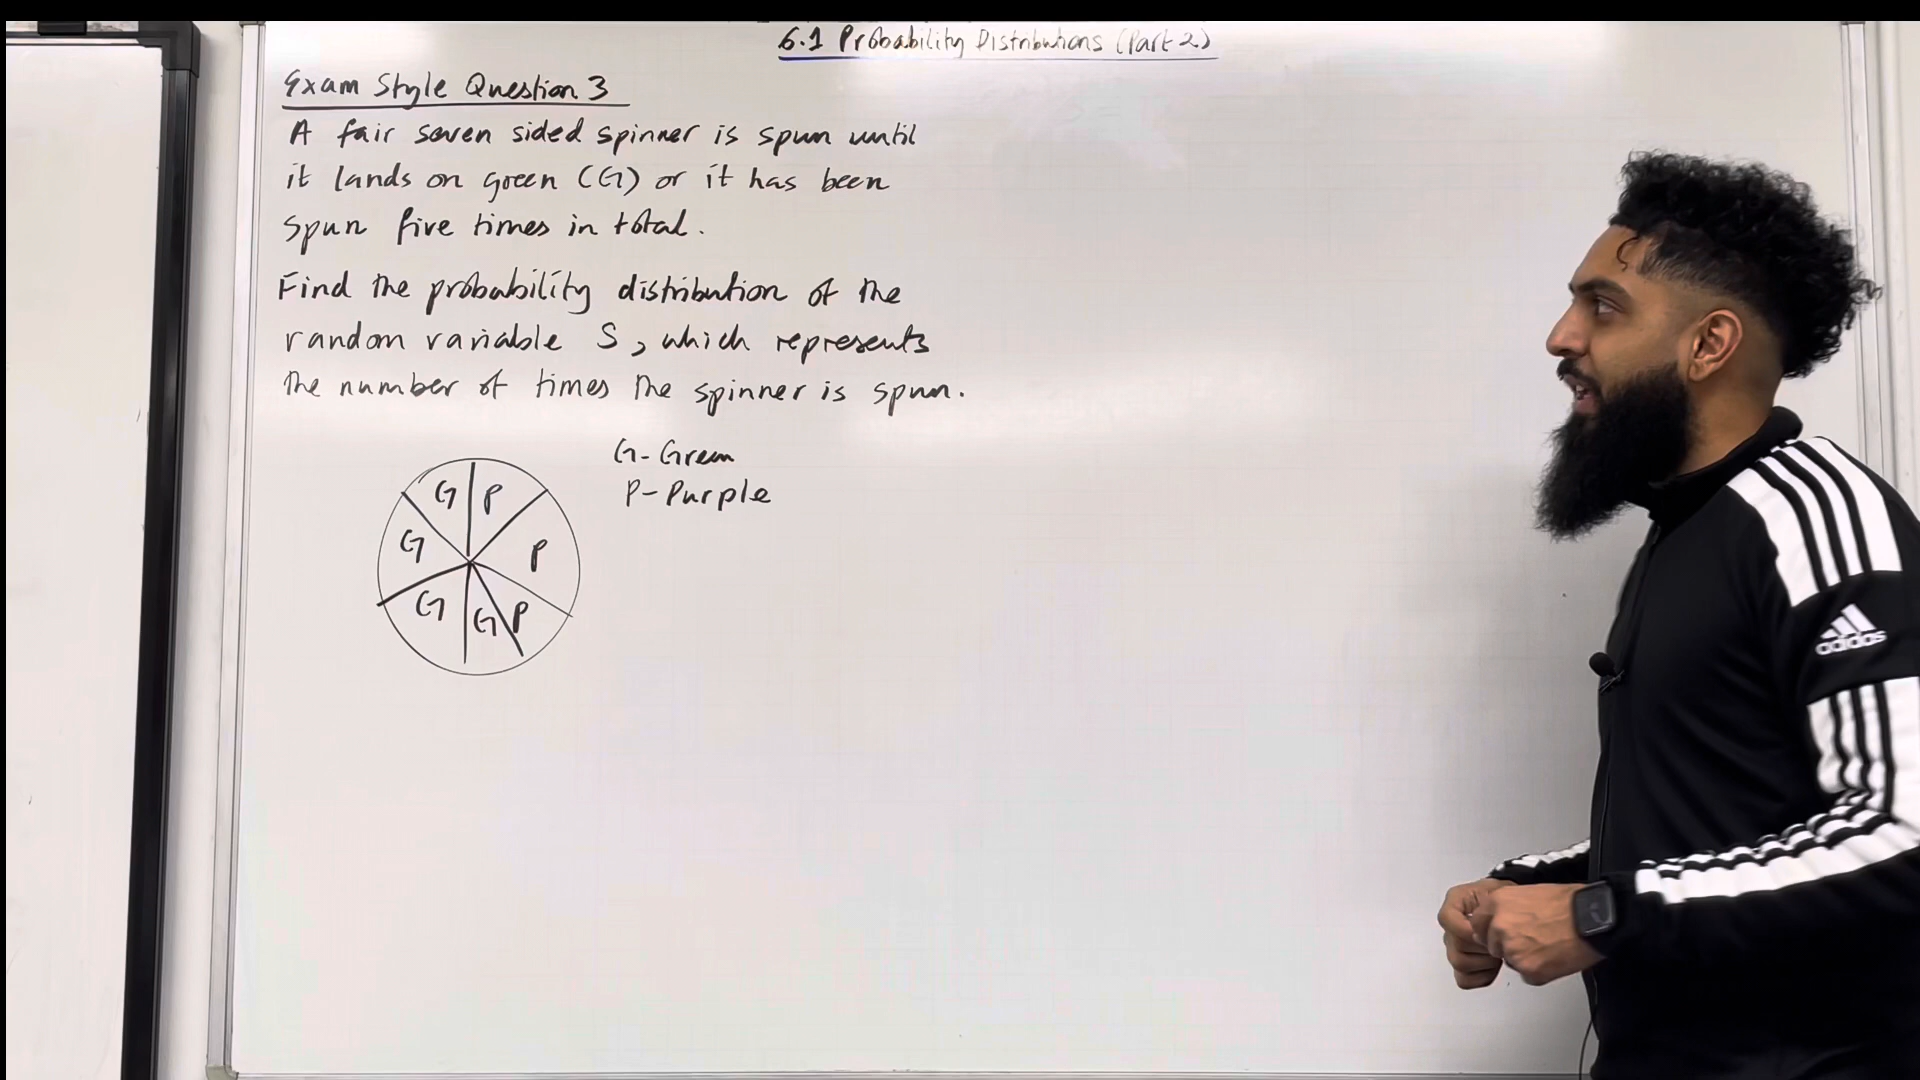 6.1 Probability Distributions (Part 2)
Exam Style Question 3
A fair seven sided spinner is spun until
it lands on green (G) or it has been
spun five times in total.
Find the probability distribution of the
random variable S, which represents
the number of times the spinner is spun.
G - Green
P - Purple
G P
G P
G G P
adidas